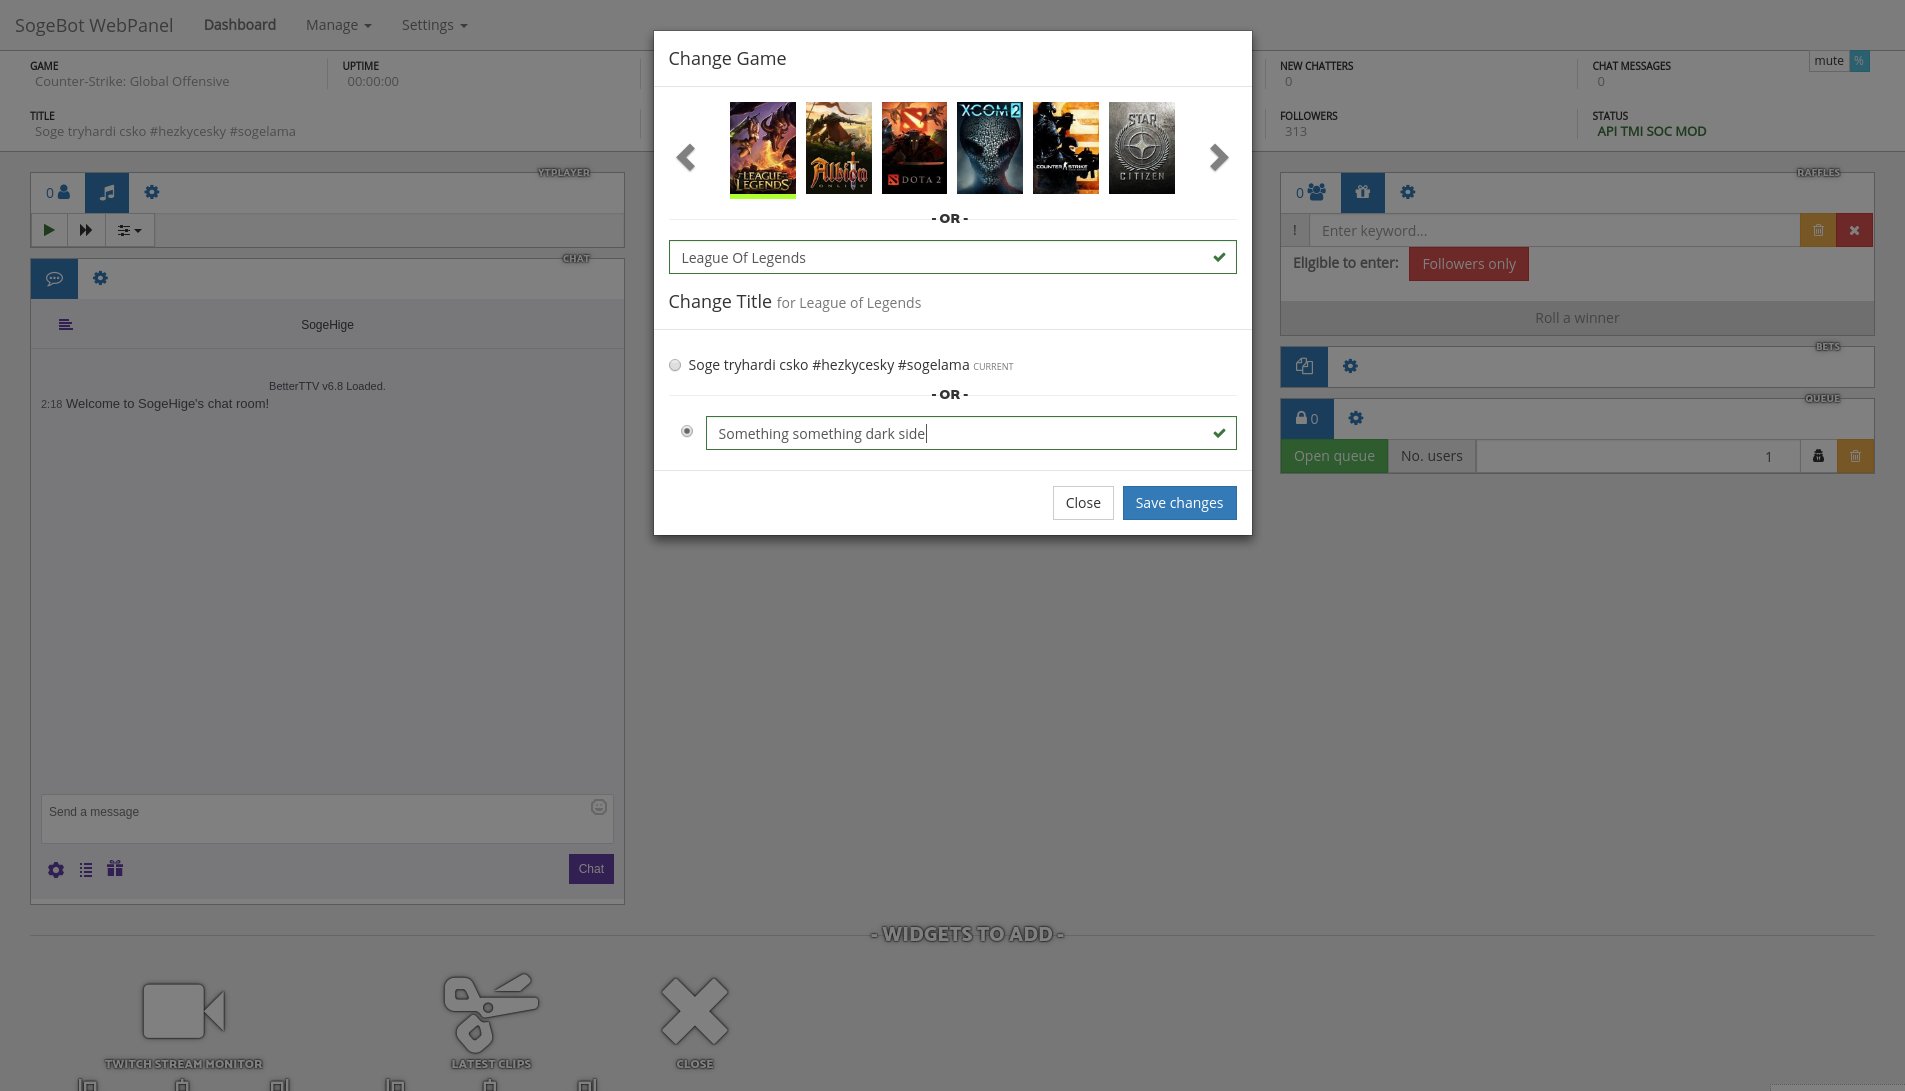 SogeBot WebPanel Dashboard Manage Settings
GAME
Counter-Strike: Global Offensive
UPTIME
00:00:00
NEW CHATTERS
0
CHAT MESSAGES
0
mute %
TITLE
Soge tryhardi csko #hezkycesky #sogelama
FOLLOWERS
313
STATUS
API TMI SOC MOD
Change Game
LEAGUE OF LEGENDS
Albion ONLINE
DOTA 2
XCOM 2
COUNTER STRIKE
STAR CITIZEN
- OR -
League Of Legends
Change Title for League of Legends
Soge tryhardi csko #hezkycesky #sogelama CURRENT
- OR -
Something something dark side
Close Save changes
YTPLAYER
0
CHAT
SogeHige
BetterTTV v6.8 Loaded.
2:18 Welcome to SogeHige's chat room!
Send a message
Chat
RAFFLES
0
! Enter keyword...
Eligible to enter: Followers only
Roll a winner
BETS
QUEUE
0
Open queue No. users 1
- WIDGETS TO ADD -
TWITCH STREAM MONITOR
LATEST CLIPS
CLOSE